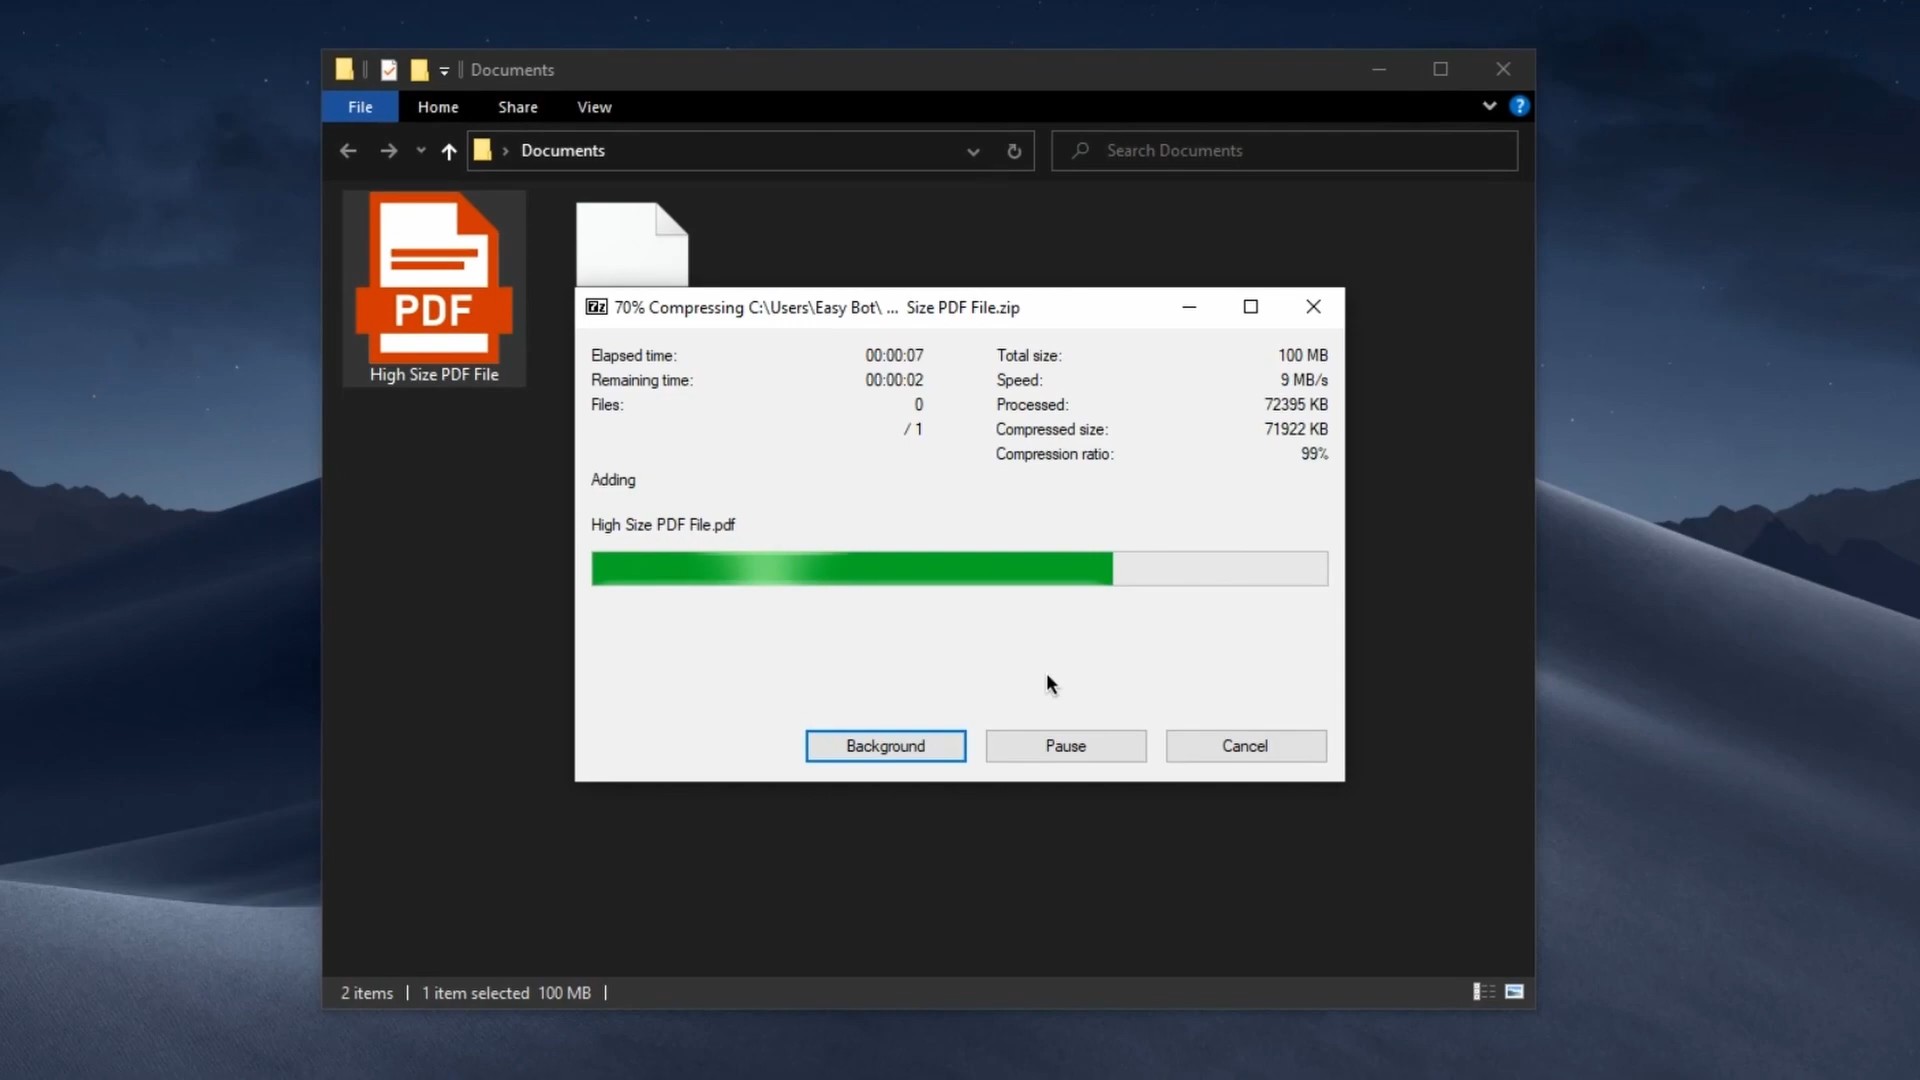 Documents
File Home Share View
?
› Documents
Search Documents
PDF
High Size PDF File
7z 70% Compressing C:\Users\Easy Bot\ ... Size PDF File.zip
Elapsed time: 00:00:07 Total size: 100 MB
Remaining time: 00:00:02 Speed: 9 MB/s
Files: 0 Processed: 72395 KB
/ 1 Compressed size: 71922 KB
Compression ratio: 99%
Adding
High Size PDF File.pdf
Background Pause Cancel
2 items 1 item selected 100 MB